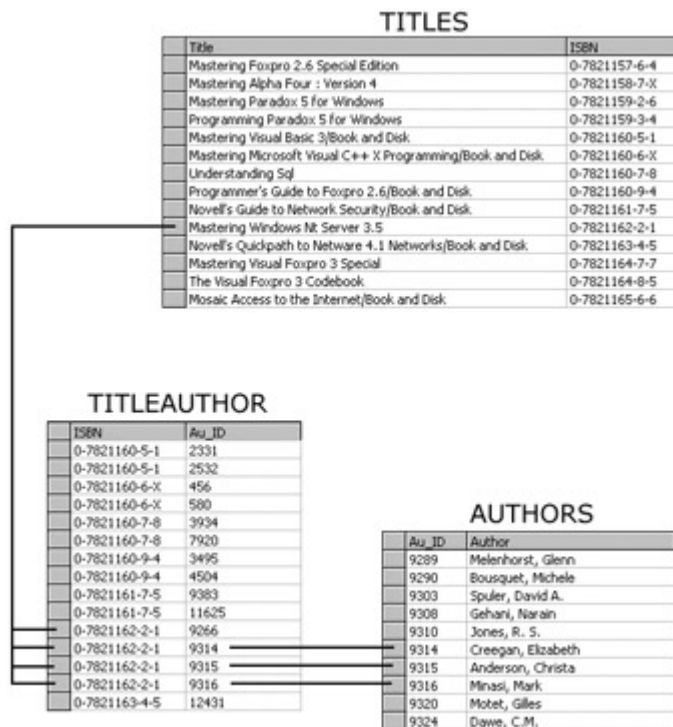 TITLES
Title ISBN
Mastering Foxpro 2.6 Special Edition 0-7821157-6-4
Mastering Alpha Four : Version 4 0-7821158-7-X
Mastering Paradox 5 for Windows 0-7821159-2-6
Programming Paradox 5 for Windows 0-7821159-3-4
Mastering Visual Basic 3/Book and Disk 0-7821160-5-1
Mastering Microsoft Visual C++ X Programming/Book and Disk 0-7821160-6-X
Understanding Sql 0-7821160-7-8
Programmer's Guide to Foxpro 2.6/Book and Disk 0-7821160-9-4
Novell's Guide to Network Security/Book and Disk 0-7821161-7-5
Mastering Windows Nt Server 3.5 0-7821162-2-1
Novell's Quickpath to Netware 4.1 Networks/Book and Disk 0-7821163-4-5
Mastering Visual Foxpro 3 Special 0-7821164-7-7
The Visual Foxpro 3 Codebook 0-7821164-8-5
Mosaic Access to the Internet/Book and Disk 0-7821165-6-6
TITLEAUTHOR
ISBN Au_ID
0-7821160-5-1 2331
0-7821160-5-1 2532
0-7821160-6-X 456
0-7821160-6-X 580
0-7821160-7-8 3934
0-7821160-7-8 7920
0-7821160-9-4 3495
0-7821160-9-4 4504
0-7821161-7-5 9383
0-7821161-7-5 11625
0-7821162-2-1 9266
0-7821162-2-1 9314
0-7821162-2-1 9315
0-7821162-2-1 9316
0-7821163-4-5 12431
AUTHORS
Au_ID Author
9289 Melenhorst, Glenn
9290 Bousquet, Michele
9303 Spuler, David A.
9308 Gehani, Narain
9310 Jones, R. S.
9314 Creegan, Elizabeth
9315 Anderson, Christa
9316 Minasi, Mark
9320 Motet, Gilles
9324 Dawe, C.M.